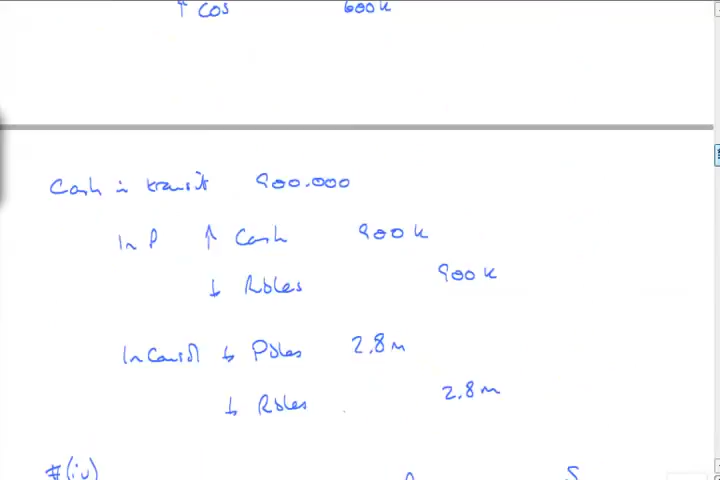 ↑ COS 600k
Cash in transit 900.000
In P ↑ Cash 900k
↓ Rbles 900k
In Consol ↓ Pbles 2.8m
↓ Rbles 2.8m
#(iv) S